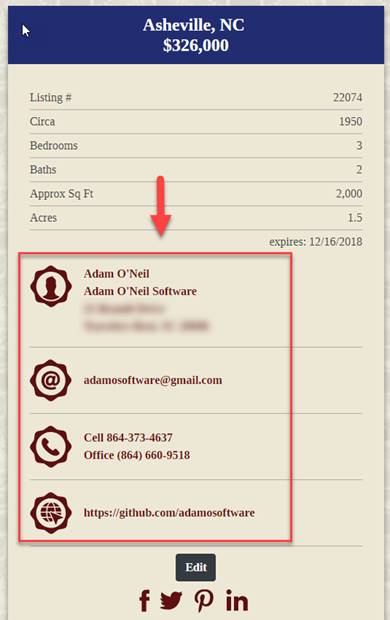 Asheville, NC
$326,000
Listing # 22074
Circa 1950
Bedrooms 3
Baths 2
Approx Sq Ft 2,000
Acres 1.5
expires: 12/16/2018
Adam O'Neil
Adam O'Neil Software
adamosoftware@gmail.com
Cell 864-373-4637
Office (864) 660-9518
https://github.com/adamosoftware
Edit